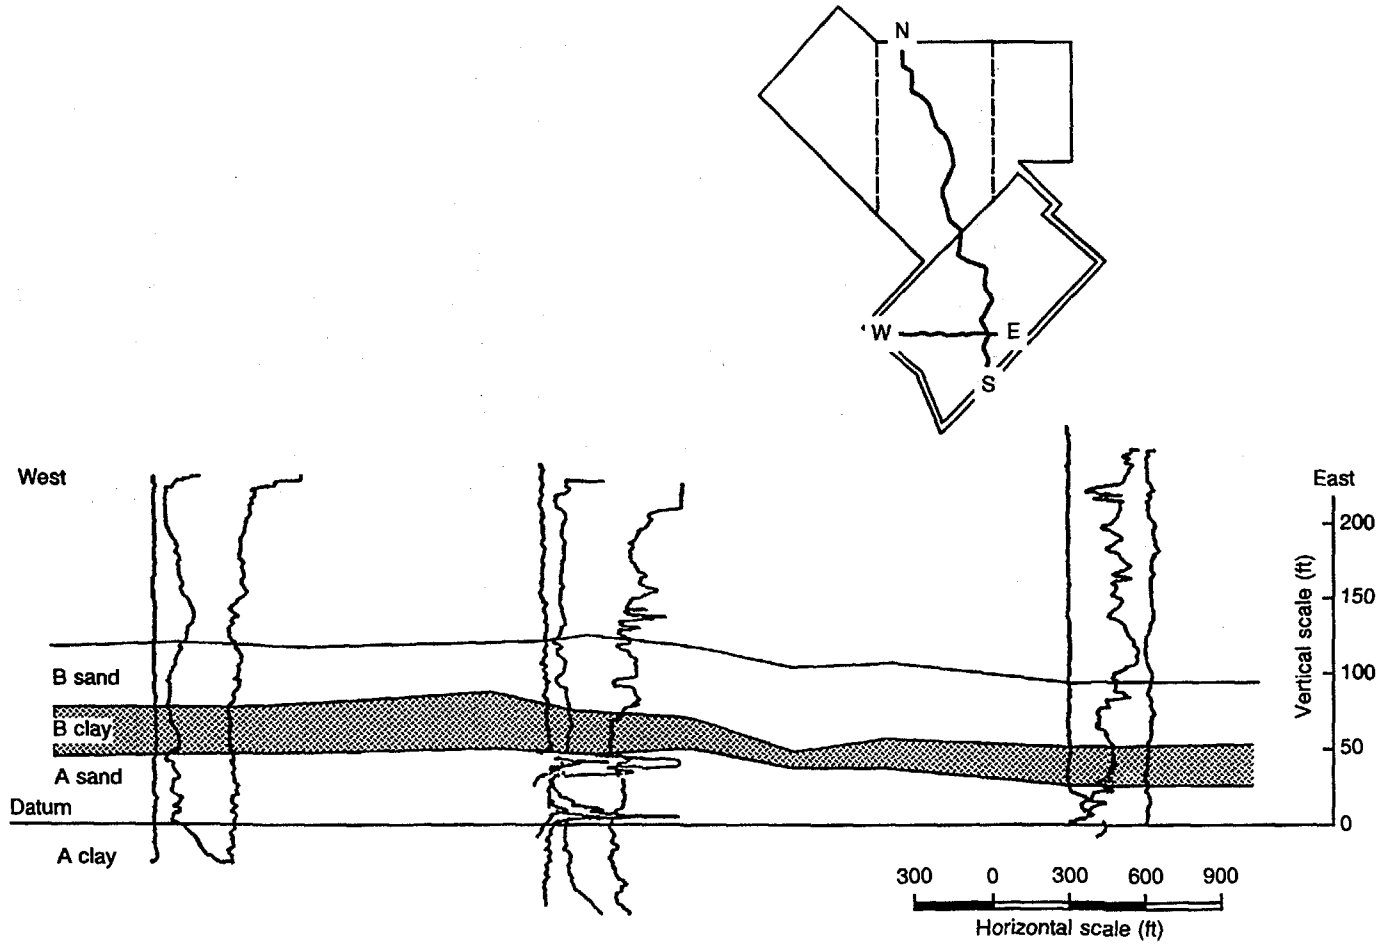 N
W
E
S
West
East
200
150
100
50
0
Vertical scale (ft)
B sand
B clay
A sand
Datum
A clay
300 0 300 600 900
Horizontal scale (ft)